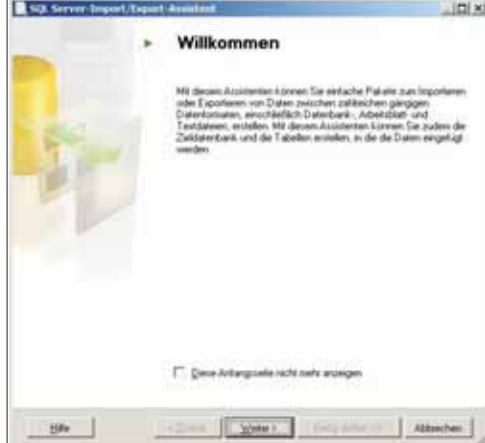 SQL Server-Import/Export-Assistent
Willkommen
Mit diesem Assistenten können Sie einfache Pakete zum Importieren
oder Exportieren von Daten zwischen zahlreichen gängigen
Datenformaten, einschließlich Datenbank-, Arbeitsblatt- und
Textdateien, erstellen. Mit diesem Assistenten können Sie zudem die
Zieldatenbank und die Tabellen erstellen, in die die Daten eingefügt
werden.
Diese Anfangsseite nicht mehr anzeigen
Hilfe
< Zurück
Weiter >
Abbrechen